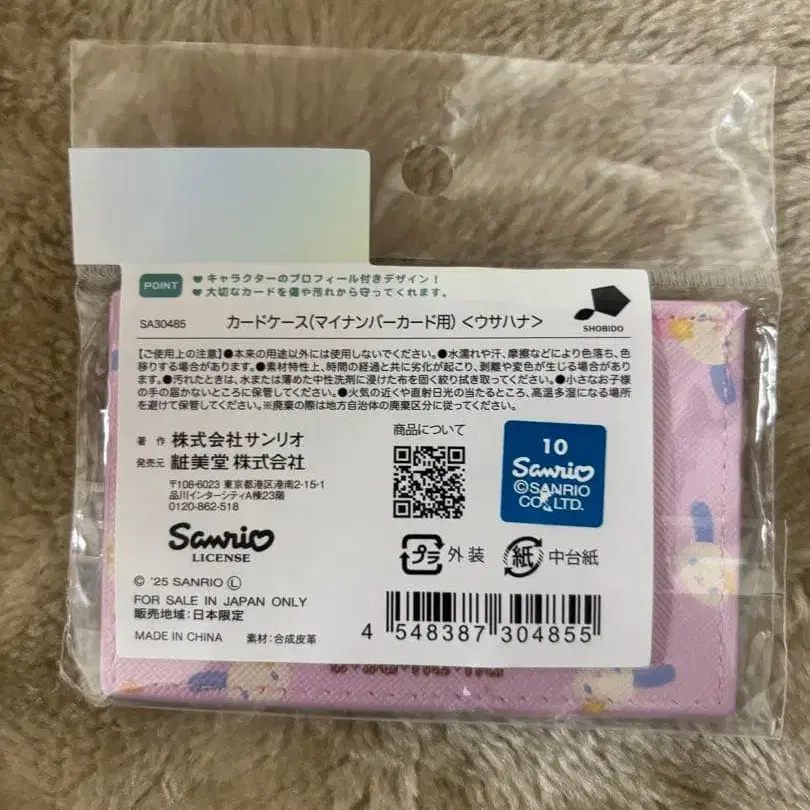 POINT
キャラクターのプロフィール付きデザイン！
大切なカードを傷や汚れから守ってくれます。
SHOBIDO
SA30485
カードケース(マイナンバーカード用)＜ウサハナ＞
【ご使用上の注意】●本来の用途以外には使用しないでください。●水濡れや汗、摩擦などにより色落ち、色
移りする場合があります。●素材特性上、時間の経過と共に劣化が起こり、剥離や変色が生じる場合があり
ますが●汚れたときは、水または薄めた中性洗剤に浸けた布を固く絞り拭き取ってください。●小さなお子様
の手の届かないところに保管してください。●火気の近くや直射日光の当たるところ、高温多湿になる場所
を避けて保管してください。※廃棄の際は地方自治体の廃棄区分に従ってください。
著 作 株式会社サンリオ
発売元 粧美堂 株式会社
〒108-6023 東京都港区港南2-15-1
品川インターシティA棟23階
0120-862-518
商品について
10
Sanrio
©SANRIO
CO., LTD.
Sanrio
LICENSE
プラ 外装
紙 中台紙
© '25 SANRIO Ⓛ
FOR SALE IN JAPAN ONLY
販売地域：日本限定
MADE IN CHINA 素材：合成皮革
4 548387 304855